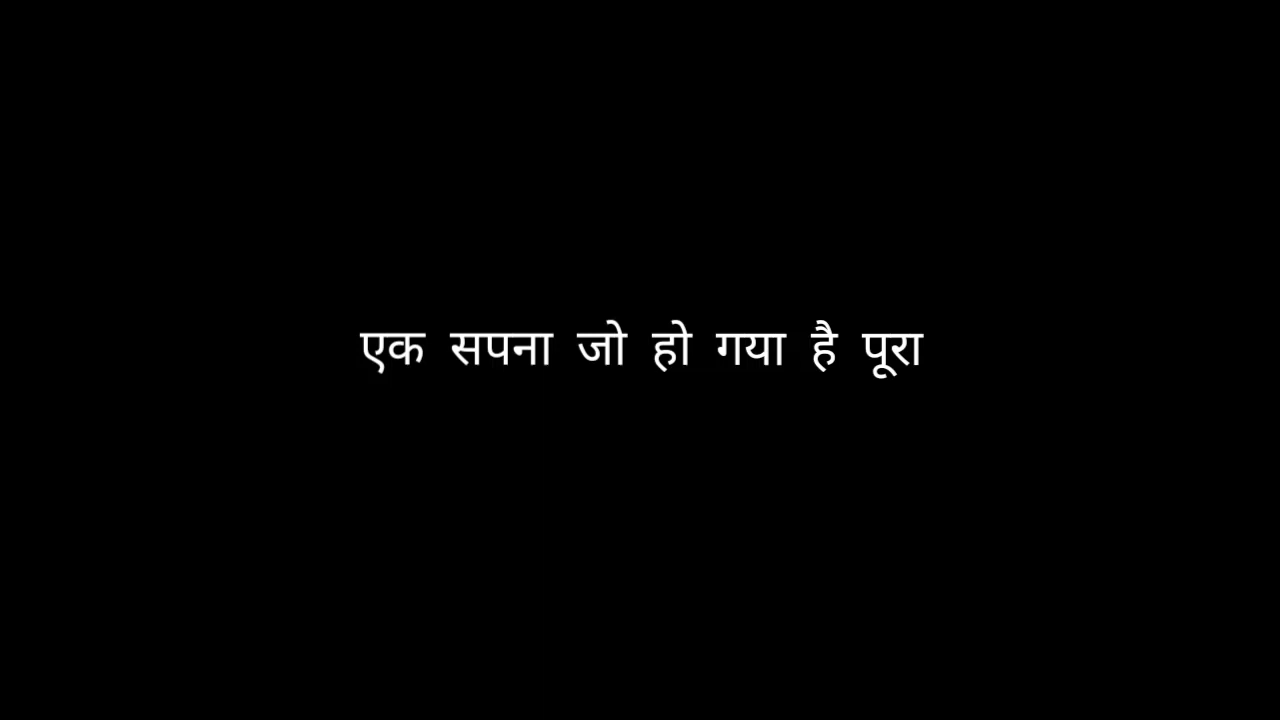 एक सपना जो हो गया है पूरा